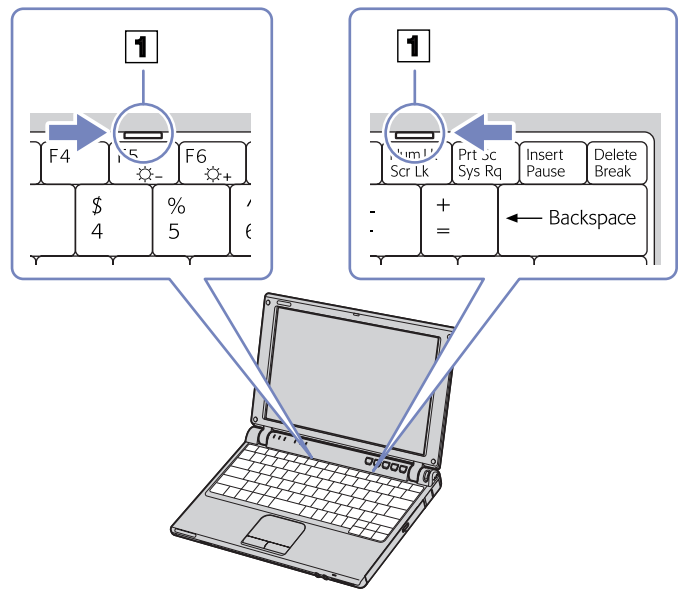 1
1
F4
F5
F6
-
+
$
4
%
5
^
6
Num Lk
Scr Lk
Prt Sc
Sys Rq
Insert
Pause
Delete
Break
-
+
=
Backspace